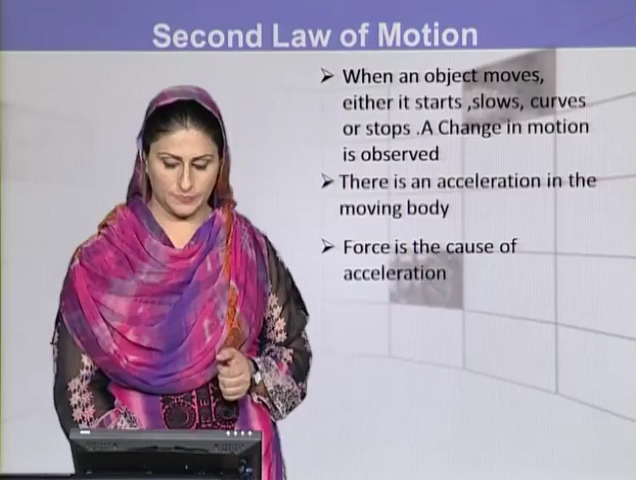 Second Law of Motion
➢ When an object moves,
either it starts ,slows, curves
or stops .A Change in motion
is observed
➢ There is an acceleration in the
moving body
➢ Force is the cause of
acceleration